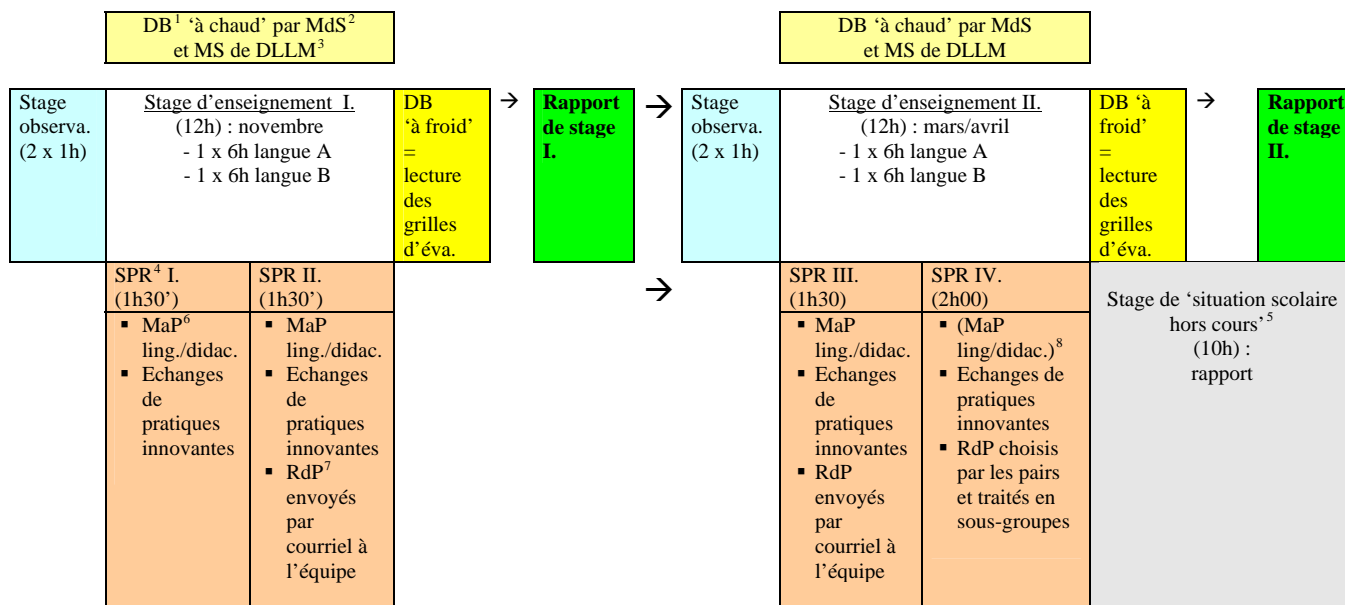 DB¹ ‘à chaud’ par MdS²
et MS de DLLM³
DB ‘à chaud’ par MdS
et MS de DLLM
Stage
observa.
(2 x 1h)
Stage d’enseignement I.
(12h) : novembre
- 1 x 6h langue A
- 1 x 6h langue B
DB
‘à froid’
=
lecture
des
grilles
d’éva.
→
Rapport
de stage
I.
→
Stage
observa.
(2 x 1h)
Stage d’enseignement II.
(12h) : mars/avril
- 1 x 6h langue A
- 1 x 6h langue B
DB ‘à
froid’
=
lecture
des
grilles
d’éva.
→
Rapport
de stage
II.
SPR⁴ I.
(1h30’)
▪ MaP⁶
ling./didac.
▪ Echanges
de
pratiques
innovantes
SPR II.
(1h30’)
▪ MaP
ling./didac.
▪ Echanges
de
pratiques
innovantes
▪ RdP⁷
envoyés
par
courriel à
l’équipe
→
SPR III.
(1h30)
▪ MaP
ling./didac.
▪ Echanges
de
pratiques
innovantes
▪ RdP
envoyés
par
courriel à
l’équipe
SPR IV.
(2h00)
▪ (MaP
ling/didac.)⁸
▪ Echanges de
pratiques
innovantes
▪ RdP choisis
par les pairs
et traités en
sous-groupes
Stage de ‘situation scolaire
hors cours’⁵
(10h) :
rapport